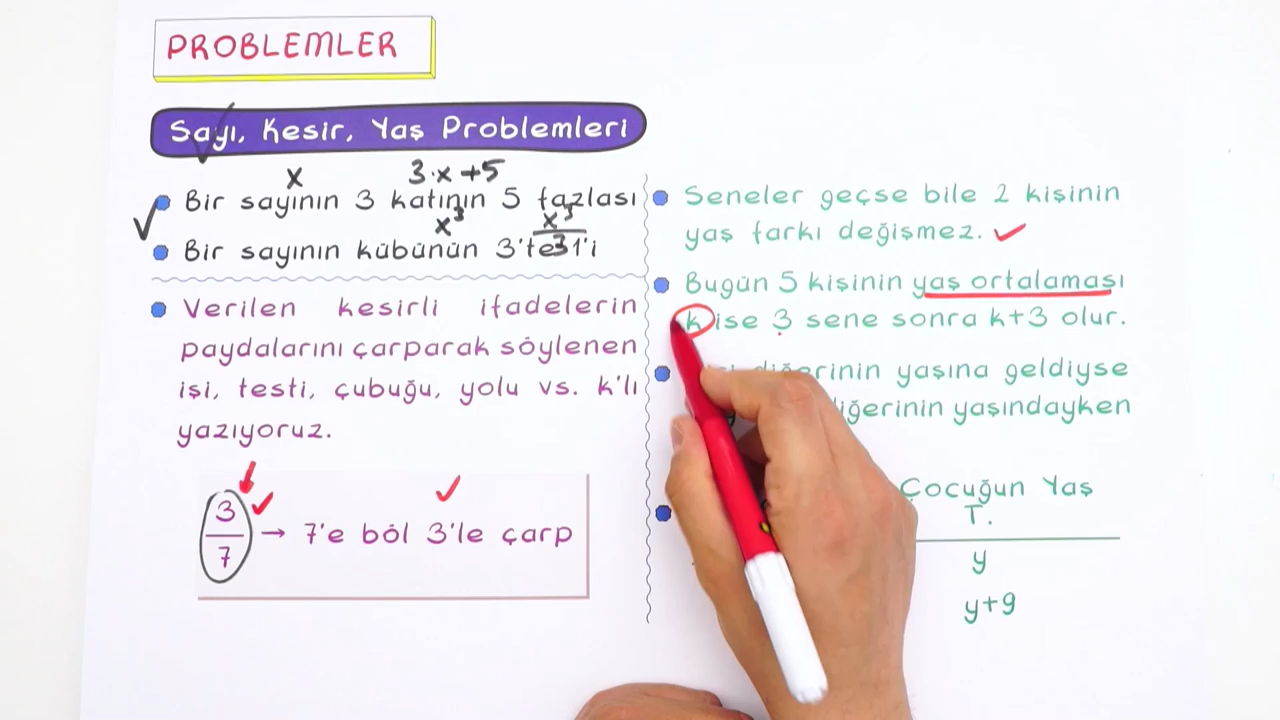 PROBLEMLER
Sayı, Kesir, Yaş Problemleri
x 3·x+5
Bir sayının 3 katının 5 fazlası
x³ x³
3
Bir sayının kübünün 3'te 1'i
Verilen kesirli ifadelerin
paydalarını çarparak söylenen
işi, testi, çubuğu, yolu vs. k'lı
yazıyoruz.
3
7 → 7'e böl 3'le çarp
Seneler geçse bile 2 kişinin
yaş farkı değişmez.
Bugün 5 kişinin yaş ortalaması
k ise 3 sene sonra k+3 olur.
diğerinin yaşına geldiyse
diğerinin yaşındayken
Çocuğun Yaş
T.
y
y+9